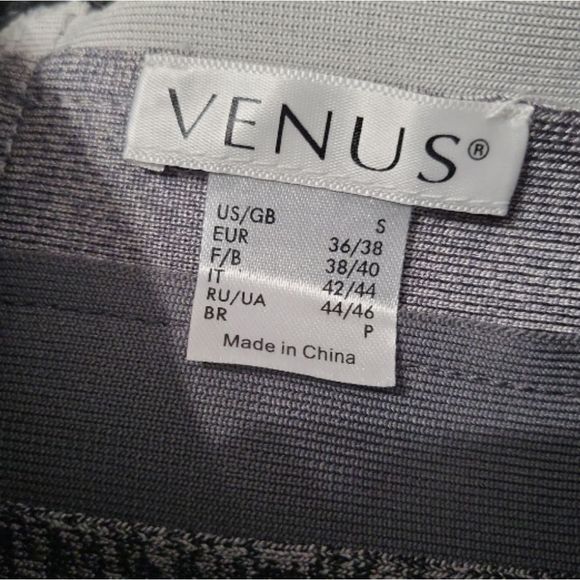 VENUS®
US/GB S
EUR 36/38
F/B 38/40
IT 42/44
RU/UA 44/46
BR P
Made in China